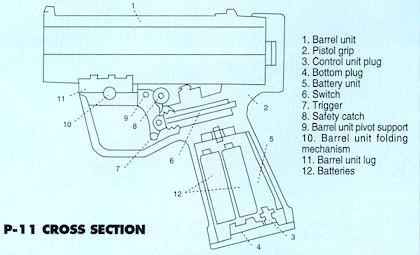 1
1. Barrel unit
2. Pistol grip
3. Control unit plug
4. Bottom plug
5. Battery unit
6. Switch
7. Trigger
8. Safety catch
9. Barrel unit pivot support
10. Barrel unit folding
mechanism
11. Barrel unit lug
12. Batteries
11
9
2
10
8
7
6
5
12
P-11 CROSS SECTION
4
3